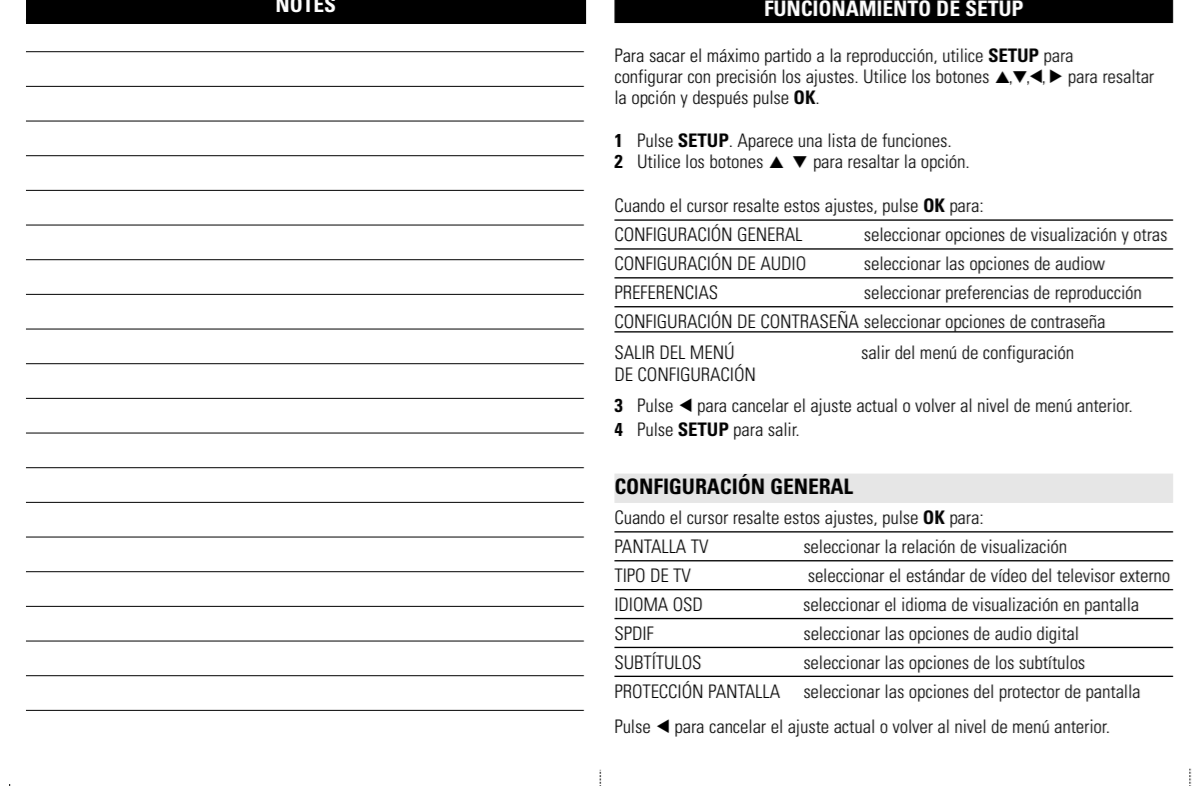 NOTES
FUNCIONAMIENTO DE SETUP
Para sacar el máximo partido a la reproducción, utilice SETUP para
configurar con precisión los ajustes. Utilice los botones ▲,▼,◀, ▶ para resaltar
la opción y después pulse OK.
1 Pulse SETUP. Aparece una lista de funciones.
2 Utilice los botones ▲ ▼ para resaltar la opción.
Cuando el cursor resalte estos ajustes, pulse OK para:
CONFIGURACIÓN GENERAL seleccionar opciones de visualización y otras
CONFIGURACIÓN DE AUDIO seleccionar las opciones de audiow
PREFERENCIAS seleccionar preferencias de reproducción
CONFIGURACIÓN DE CONTRASEÑA seleccionar opciones de contraseña
SALIR DEL MENÚ salir del menú de configuración
DE CONFIGURACIÓN
3 Pulse ◀ para cancelar el ajuste actual o volver al nivel de menú anterior.
4 Pulse SETUP para salir.
CONFIGURACIÓN GENERAL
Cuando el cursor resalte estos ajustes, pulse OK para:
PANTALLA TV seleccionar la relación de visualización
TIPO DE TV seleccionar el estándar de vídeo del televisor externo
IDIOMA OSD seleccionar el idioma de visualización en pantalla
SPDIF seleccionar las opciones de audio digital
SUBTÍTULOS seleccionar las opciones de los subtítulos
PROTECCIÓN PANTALLA seleccionar las opciones del protector de pantalla
Pulse ◀ para cancelar el ajuste actual o volver al nivel de menú anterior.